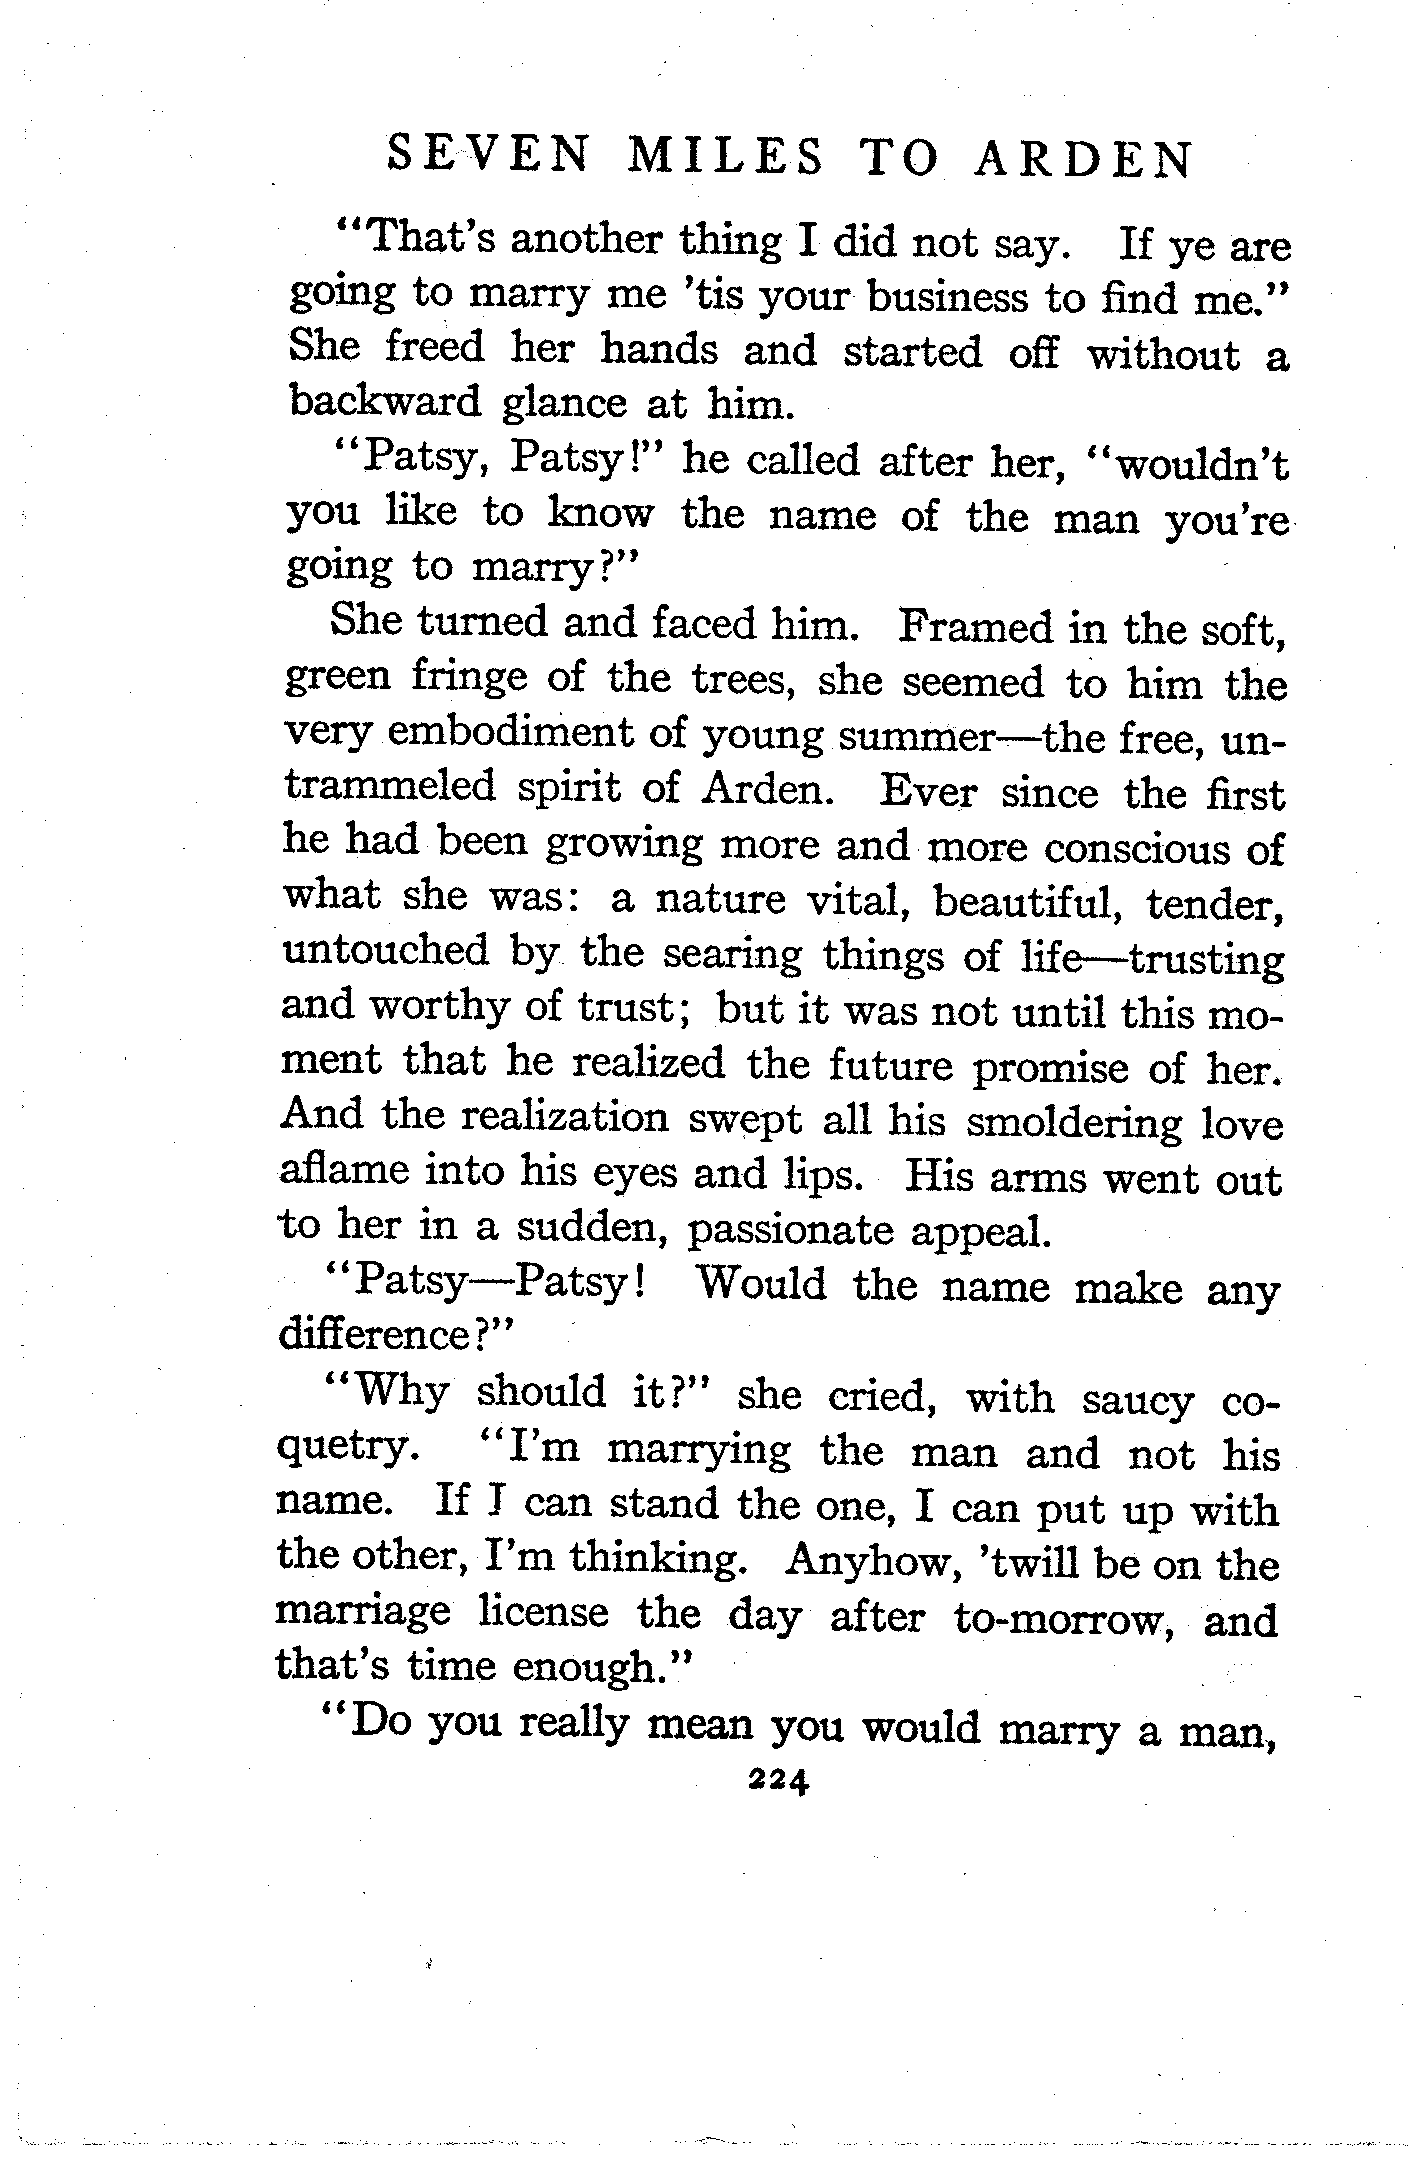 SEVEN MILES TO ARDEN
“That’s another thing I did not say. If ye are
going to marry me ’tis your business to find me.”
She freed her hands and started off without a
backward glance at him.
“Patsy, Patsy!” he called after her, “wouldn’t
you like to know the name of the man you’re
going to marry?”
She turned and faced him. Framed in the soft,
green fringe of the trees, she seemed to him the
very embodiment of young summer—the free, un-
trammeled spirit of Arden. Ever since the first
he had been growing more and more conscious of
what she was: a nature vital, beautiful, tender,
untouched by the searing things of life—trusting
and worthy of trust; but it was not until this mo-
ment that he realized the future promise of her.
And the realization swept all his smoldering love
aflame into his eyes and lips. His arms went out
to her in a sudden, passionate appeal.
“Patsy—Patsy! Would the name make any
difference?”
“Why should it?” she cried, with saucy co-
quetry. “I’m marrying the man and not his
name. If I can stand the one, I can put up with
the other, I’m thinking. Anyhow, ’twill be on the
marriage license the day after to-morrow, and
that’s time enough.”
“Do you really mean you would marry a man,
224